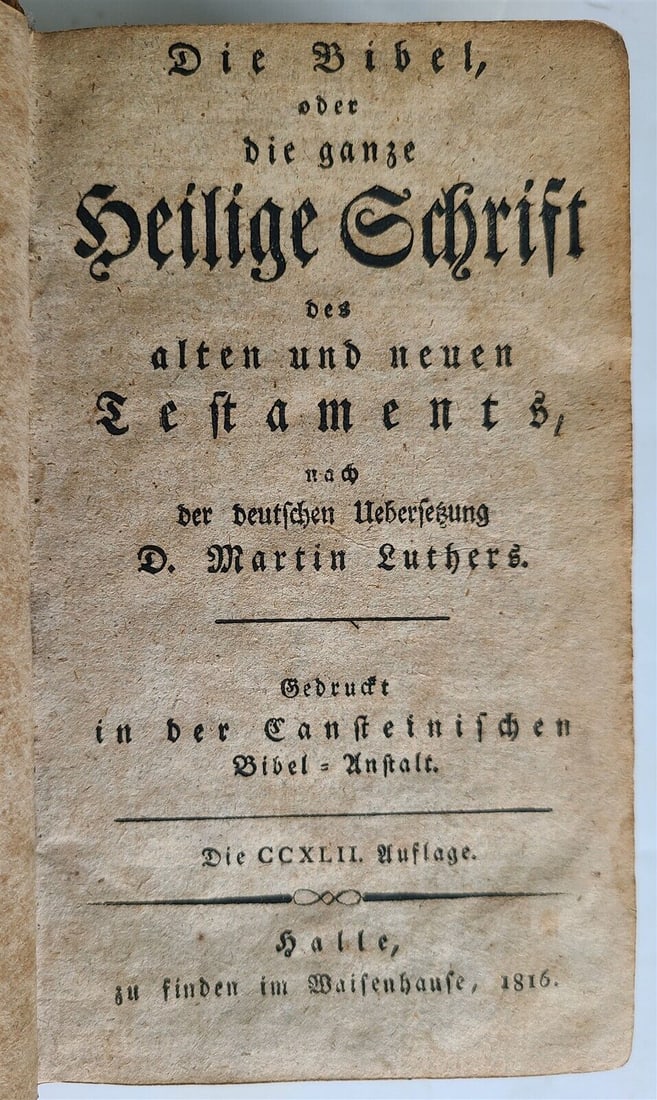 Die Bibel,
oder
die ganze
Heilige Schrift
des
alten und neuen
Teſtaments,
nach
der deutſchen Ueberſetzung
D. Martin Luthers.
Gedruckt
in der Canſteiniſchen
Bibel=Anſtalt.
Die CCXLII. Auflage.
Halle,
zu finden im Waiſenhauſe, 1816.